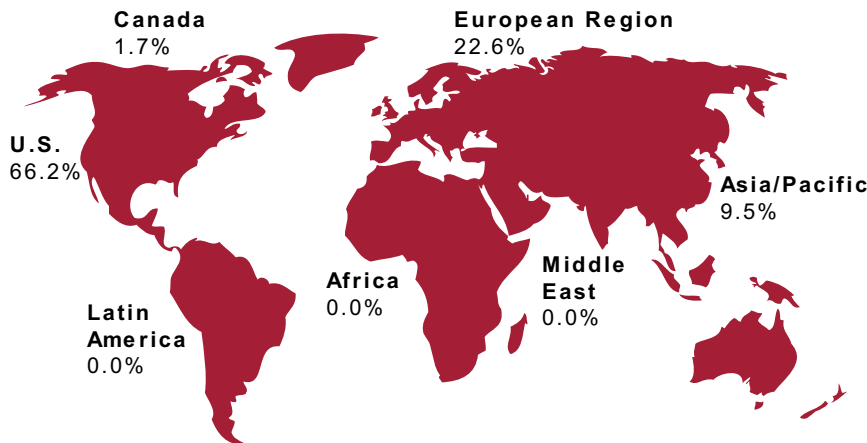 Canada
1.7%
European Region
22.6%
U.S.
66.2%
Asia/Pacific
9.5%
Africa
0.0%
Middle
East
0.0%
Latin
America
0.0%